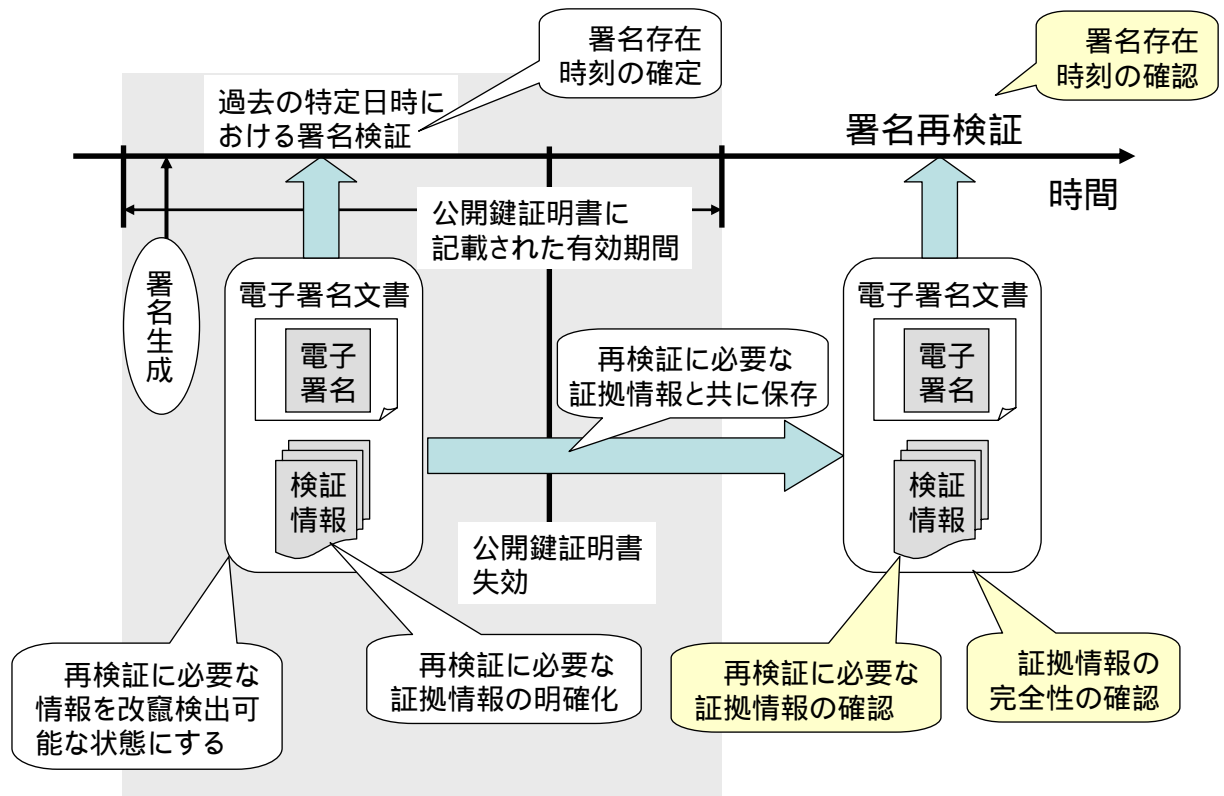 署名存在
時刻の確定
署名存在
時刻の確認
過去の特定日時に
おける署名検証
署名再検証
時間
公開鍵証明書に
記載された有効期間
署名生成
電子署名文書
電子
署名
検証
情報
再検証に必要な
証拠情報と共に保存
電子署名文書
電子
署名
検証
情報
公開鍵証明書
失効
再検証に必要な
情報を改竄検出可
能な状態にする
再検証に必要な
証拠情報の明確化
再検証に必要な
証拠情報の確認
証拠情報の
完全性の確認